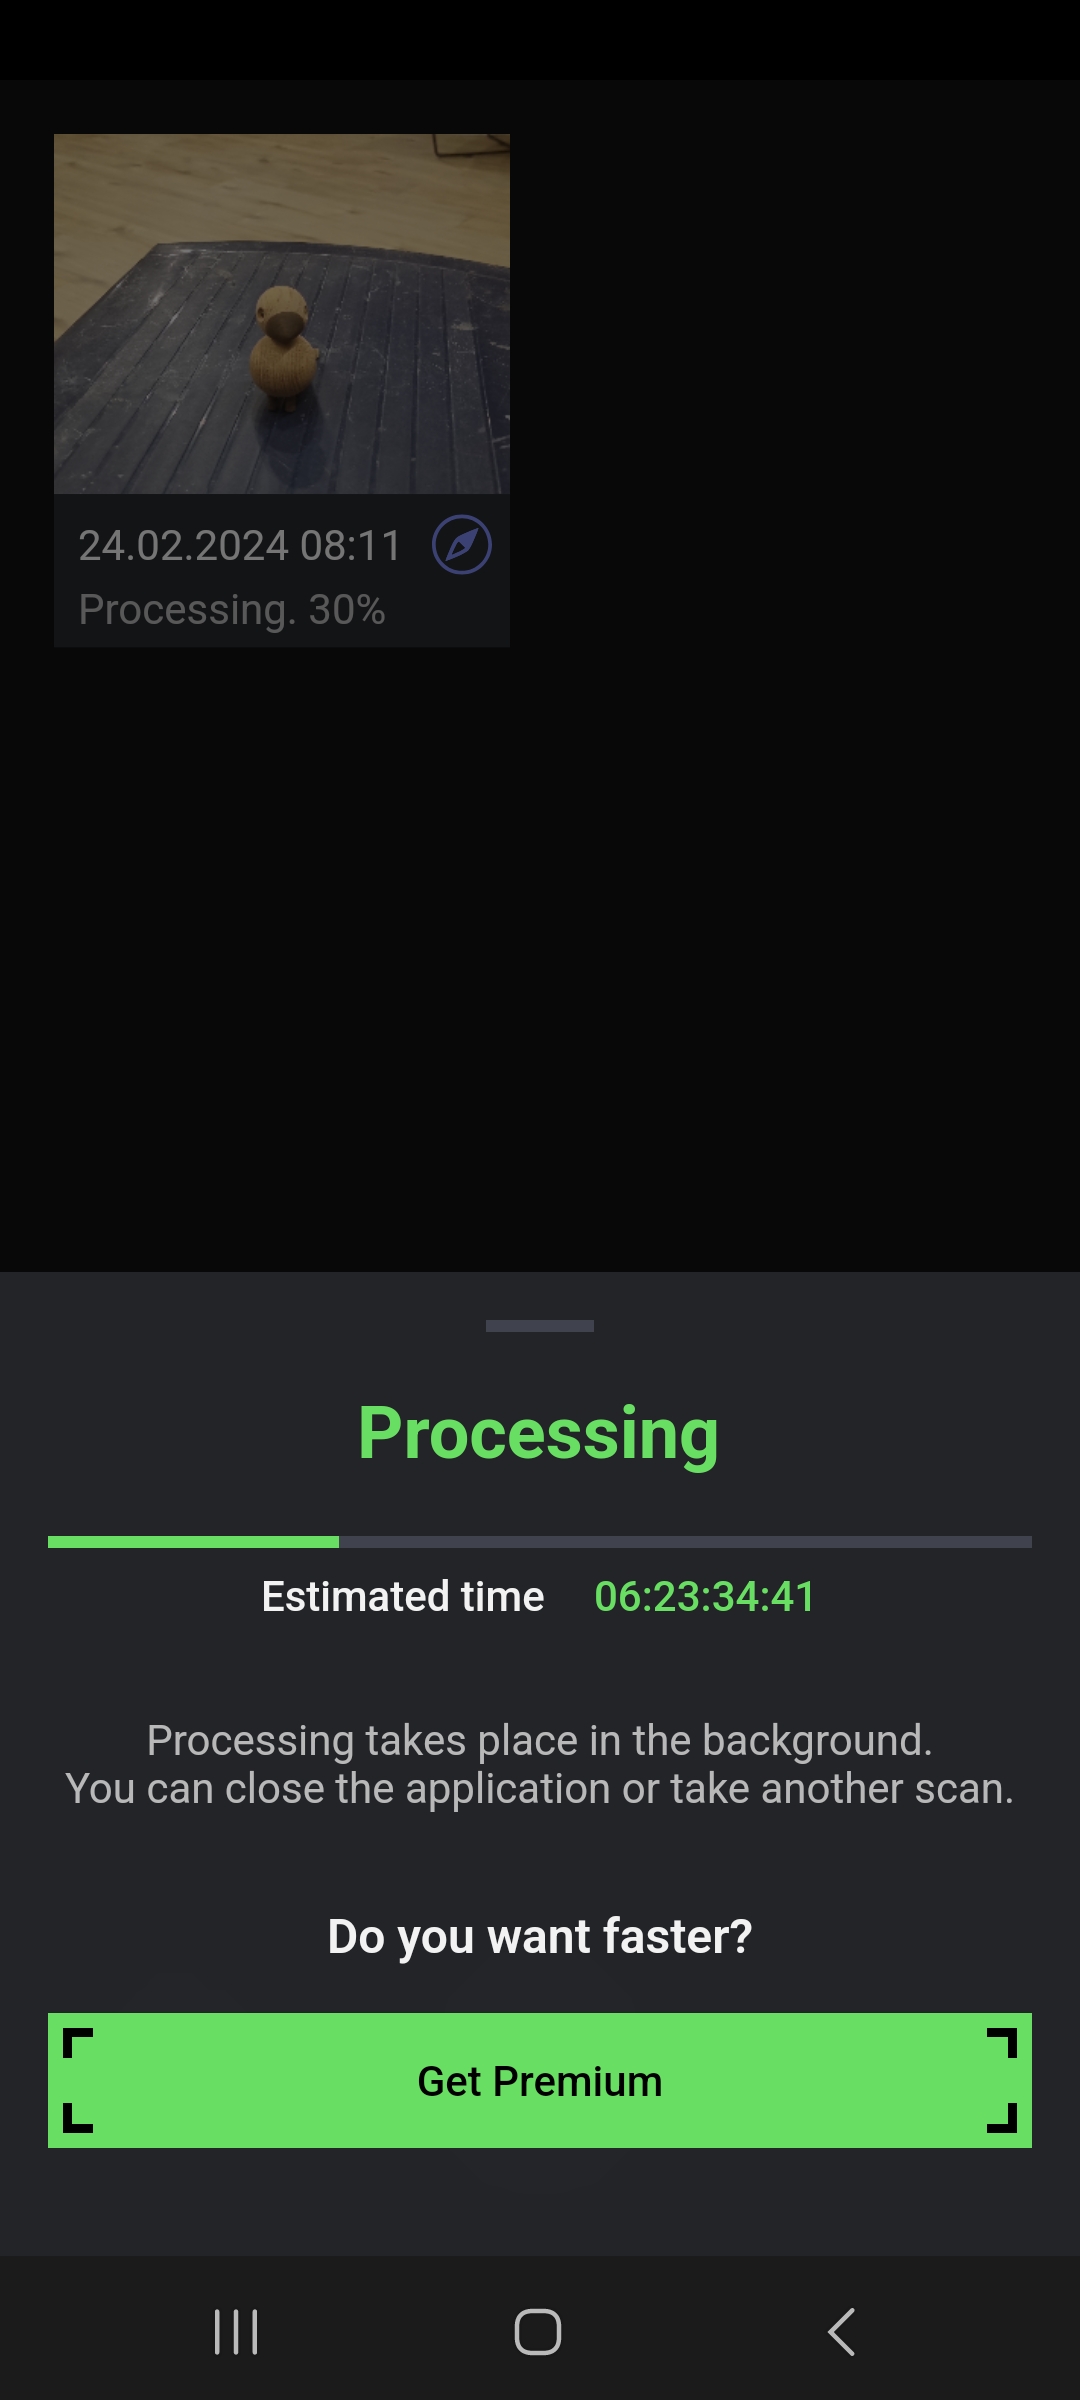 24.02.2024 08:11
Processing. 30%
Processing
Estimated time 06:23:34:41
Processing takes place in the background.
You can close the application or take another scan.
Do you want faster?
Get Premium